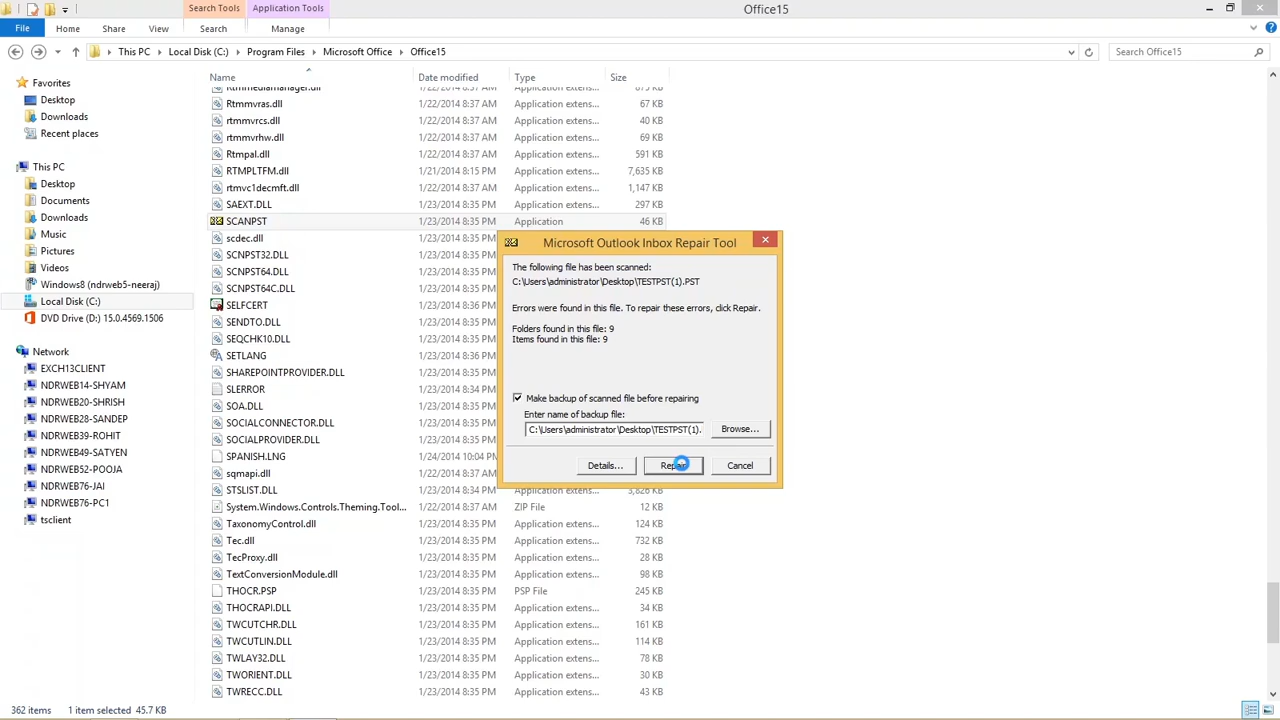 Search Tools
Application Tools
Office15
File
Home
Share
View
Search
Manage
This PC
Local Disk (C:)
Program Files
Microsoft Office
Office15
Search Office15
Name
Date modified
Type
Size
Favorites
Desktop
Downloads
Recent places
This PC
Desktop
Documents
Downloads
Music
Pictures
Videos
Windows8 (ndrweb5-neeraj)
Local Disk (C:)
DVD Drive (D:) 15.0.4569.1506
Network
EXCH13CLIENT
NDRWEB14-SHYAM
NDRWEB20-SHRISH
NDRWEB28-SANDEP
NDRWEB39-ROHIT
NDRWEB49-SATYEN
NDRWEB52-POOJA
NDRWEB76-JAI
NDRWEB76-PC1
tsclient
Rtmmediamanager.dll 1/22/2014 8:37 AM Application extens... 875 KB
Rtmmvras.dll 1/22/2014 8:37 AM Application extens... 67 KB
rtmmvrcs.dll 1/22/2014 8:37 AM Application extens... 40 KB
rtmmvrhw.dll 1/22/2014 8:37 AM Application extens... 69 KB
Rtmpal.dll 1/22/2014 8:37 AM Application extens... 591 KB
RTMPLTFM.dll 1/21/2014 8:15 PM Application extens... 7,635 KB
rtmvc1decmft.dll 1/22/2014 8:37 AM Application extens... 1,147 KB
SAEXT.DLL 1/23/2014 8:35 PM Application extens... 297 KB
SCANPST 1/23/2014 8:35 PM Application 46 KB
scdec.dll 1/23/2014 8:35 PM
SCNPST32.DLL 1/23/2014 8:35 PM
SCNPST64.DLL 1/23/2014 8:35 PM
SCNPST64C.DLL 1/23/2014 8:35 PM
SELFCERT 1/23/2014 8:36 PM
SENDTO.DLL 1/23/2014 8:35 PM
SEQCHK10.DLL 1/23/2014 8:35 PM
SETLANG 1/23/2014 8:36 PM
SHAREPOINTPROVIDER.DLL 1/23/2014 8:35 PM
SLERROR 1/23/2014 8:34 PM
SOA.DLL 1/23/2014 8:35 PM
SOCIALCONNECTOR.DLL 1/23/2014 8:35 PM
SOCIALPROVIDER.DLL 1/23/2014 8:35 PM
SPANISH.LNG 1/24/2014 10:04 PM
sqmapi.dll 1/23/2014 8:35 PM
STSLIST.DLL 1/23/2014 8:34 PM Application extens... 3,826 KB
System.Windows.Controls.Theming.Tool... 1/22/2014 8:37 AM ZIP File 12 KB
TaxonomyControl.dll 1/23/2014 8:35 PM Application extens... 124 KB
Tec.dll 1/23/2014 8:35 PM Application extens... 732 KB
TecProxy.dll 1/23/2014 8:35 PM Application extens... 28 KB
TextConversionModule.dll 1/23/2014 8:35 PM Application extens... 98 KB
THOCR.PSP 1/23/2014 8:35 PM PSP File 245 KB
THOCRAPI.DLL 1/23/2014 8:35 PM Application extens... 34 KB
TWCUTCHR.DLL 1/23/2014 8:35 PM Application extens... 161 KB
TWCUTLIN.DLL 1/23/2014 8:35 PM Application extens... 114 KB
TWLAY32.DLL 1/23/2014 8:35 PM Application extens... 78 KB
TWORIENT.DLL 1/23/2014 8:35 PM Application extens... 30 KB
TWRECC.DLL 1/23/2014 8:35 PM Application extens... 43 KB
Microsoft Outlook Inbox Repair Tool
The following file has been scanned:
C:\Users\administrator\Desktop\TESTPST(1).PST
Errors were found in this file. To repair these errors, click Repair.
Folders found in this file: 9
Items found in this file: 9
Make backup of scanned file before repairing
Enter name of backup file:
C:\Users\administrator\Desktop\TESTPST(1).
Browse...
Details...
Repair
Cancel
362 items
1 item selected 45.7 KB